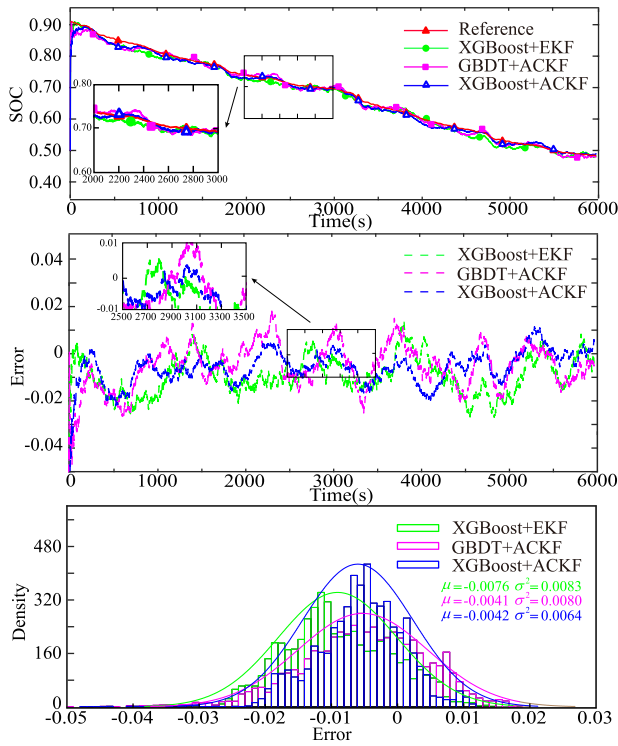 0.90
0.80
0.70
0.60
0.50
0.40
SOC
Reference
XGBoost+EKF
GBDT+ACKF
XGBoost+ACKF
0.80
0.70
0.60
2000 2200 2400 2600 2800 3000
0 1000 2000 3000 4000 5000 6000
Time(s)
0.04
0.02
0
-0.02
-0.04
Error
0.01
0
-0.01
2500 2700 2900 3100 3300 3500
XGBoost+EKF
GBDT+ACKF
XGBoost+ACKF
0 1000 2000 3000 4000 5000 6000
Time(s)
480
320
160
0
Density
XGBoost+EKF
GBDT+ACKF
XGBoost+ACKF
μ=-0.0076 σ²=0.0083
μ=-0.0041 σ²=0.0080
μ=-0.0042 σ²=0.0064
-0.05 -0.04 -0.03 -0.02 -0.01 0 0.01 0.02 0.03
Error